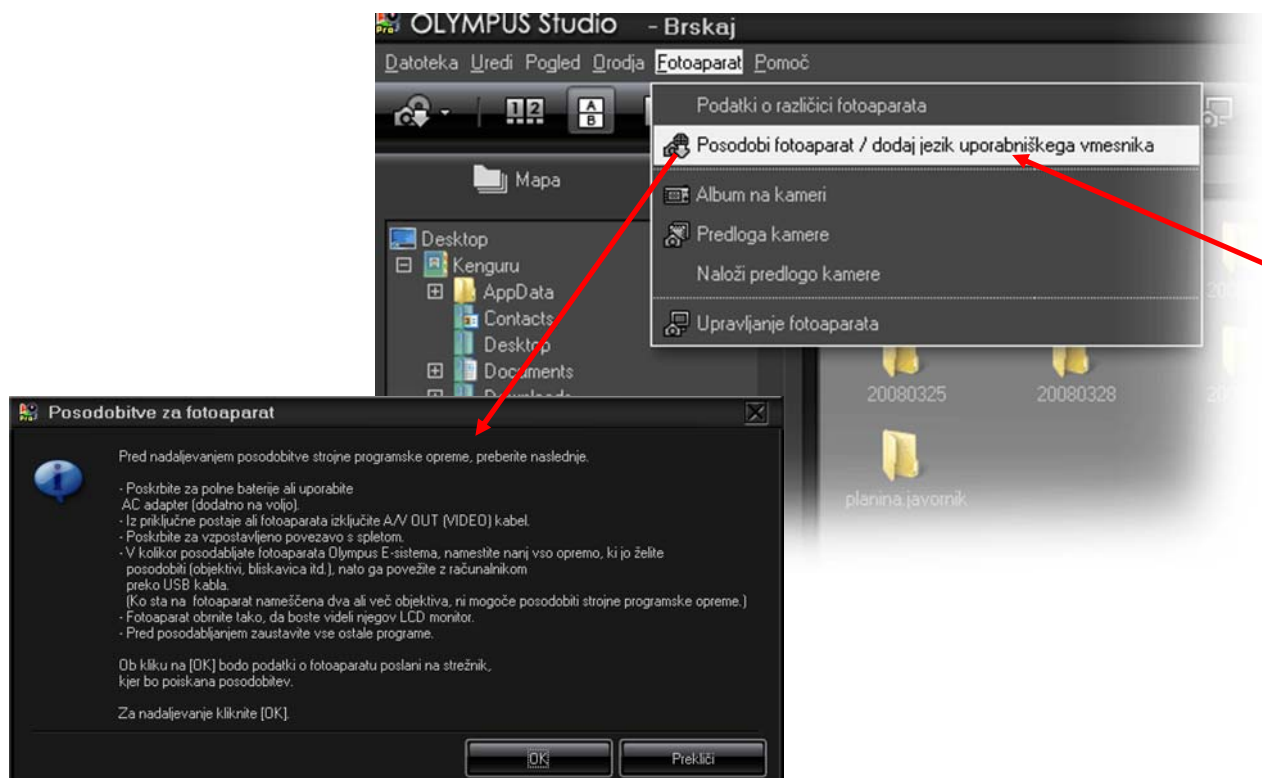 OLYMPUS Studio - Brskaj
Datoteka Uredi Pogled Orodja Fotoaparat Pomoč
Podatki o različici fotoaparata
Posodobi fotoaparat / dodaj jezik uporabniškega vmesnika
Album na kameri
Predloga kamere
Naloži predlogo kamere
Upravljanje fotoaparata
1 2
A
B
Mapa
Desktop
Kenguru
AppData
Contacts
Desktop
Documents
Downloads
20080325
20080328
planina javornik
Posodobitve za fotoaparat
Pred nadaljevanjem posodobitve strojne programske opreme, preberite naslednje.
- Poskrbite za polne baterije ali uporabite
AC adapter (dodatno na voljo).
- Iz priključne postaje ali fotoaparata izključite A/V OUT (VIDEO) kabel.
- Poskrbite za vzpostavljeno povezavo s spletom.
- V kolikor posodabljate fotoaparata Olympus E-sistema, namestite nanj vso opremo, ki jo želite
posodobiti (objektivi, bliskavica itd.), nato ga povežite z računalnikom
preko USB kabla.
(Ko sta na fotoaparat nameščena dva ali več objektiva, ni mogoče posodobiti strojne programske opreme.)
- Fotoaparat obrnite tako, da boste videli njegov LCD monitor.
- Pred posodabljanjem zaustavite vse ostale programe.
Ob kliku na [OK] bodo podatki o fotoaparatu poslani na strežnik,
kjer bo poiskana posodobitev.
Za nadaljevanje kliknite [OK].
OK
Prekliči